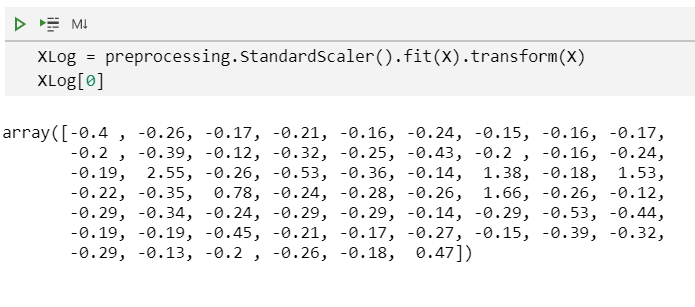 M↓
XLog = preprocessing.StandardScaler().fit(X).transform(X)
XLog[0]
array([-0.4 , -0.26, -0.17, -0.21, -0.16, -0.24, -0.15, -0.16, -0.17,
-0.2 , -0.39, -0.12, -0.32, -0.25, -0.43, -0.2 , -0.16, -0.24,
-0.19, 2.55, -0.26, -0.53, -0.36, -0.14, 1.38, -0.18, 1.53,
-0.22, -0.35, 0.78, -0.24, -0.28, -0.26, 1.66, -0.26, -0.12,
-0.29, -0.34, -0.24, -0.29, -0.29, -0.14, -0.29, -0.53, -0.44,
-0.19, -0.19, -0.45, -0.21, -0.17, -0.27, -0.15, -0.39, -0.32,
-0.29, -0.13, -0.2 , -0.26, -0.18, 0.47])